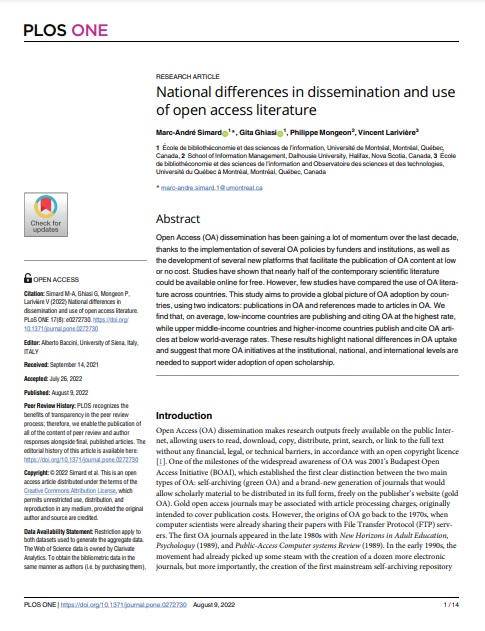 PLOS ONE
RESEARCH ARTICLE
National differences in dissemination and use
of open access literature
Marc-André Simard 1*, Gita Ghiasi 1, Philippe Mongeon2, Vincent Larivière3
1 École de bibliothéconomie et des sciences de l'information, Université de Montréal, Montréal, Québec,
Canada, 2 School of Information Management, Dalhousie University, Halifax, Nova Scotia, Canada, 3 École
de bibliothéconomie et des sciences de l'information and Observatoire des sciences et des technologies,
Université du Québec à Montréal, Montréal, Québec, Canada
* marc-andre.simard.1@umontreal.ca
Abstract
Open Access (OA) dissemination has been gaining a lot of momentum over the last decade,
thanks to the implementation of several OA policies by funders and institutions, as well as
the development of several new platforms that facilitate the publication of OA content at low
or no cost. Studies have shown that nearly half of the contemporary scientific literature
could be available online for free. However, few studies have compared the use of OA litera-
ture across countries. This study aims to provide a global picture of OA adoption by coun-
tries, using two indicators: publications in OA and references made to articles in OA. We
find that, on average, low-income countries are publishing and citing OA at the highest rate,
while upper middle-income countries and higher-income countries publish and cite OA arti-
cles at below world-average rates. These results highlight national differences in OA uptake
and suggest that more OA initiatives at the institutional, national, and international levels are
needed to support wider adoption of open scholarship.
Introduction
Open Access (OA) dissemination makes research outputs freely available on the public Inter-
net, allowing users to read, download, copy, distribute, print, search, or link to the full text
without any financial, legal, or technical barriers, in accordance with an open copyright licence
[1]. One of the milestones of the widespread awareness of OA was 2001's Budapest Open
Access Initiative (BOAI), which established the first clear distinction between the two main
types of OA: self-archiving (green OA) and a brand-new generation of journals that would
allow scholarly material to be distributed in its full form, freely on the publisher's website (gold
OA). Gold open access journals may be associated with article processing charges, originally
intended to cover publication costs. However, the origins of OA go back to the 1970s, when
computer scientists were already sharing their papers with File Transfer Protocol (FTP) serv-
ers. The first OA journals appeared in the late 1980s with New Horizons in Adult Education,
Psycholoquy (1989), and Public-Access Computer systems Review (1989). In the early 1990s, the
movement had already picked up some steam with the creation of a dozen more electronic
journals, but more importantly, the creation of the first mainstream self-archiving repository
Check for
updates
OPEN ACCESS
Citation: Simard M-A, Ghiasi G, Mongeon P,
Larivière V (2022) National differences in
dissemination and use of open access literature.
PLoS ONE 17(8): e0272730. https://doi.org/
10.1371/journal.pone.0272730
Editor: Alberto Baccini, University of Siena, Italy,
ITALY
Received: September 14, 2021
Accepted: July 26, 2022
Published: August 9, 2022
Peer Review History: PLOS recognizes the
benefits of transparency in the peer review
process; therefore, we enable the publication of
all of the content of peer review and author
responses alongside final, published articles. The
editorial history of this article is available here:
https://doi.org/10.1371/journal.pone.0272730
Copyright: © 2022 Simard et al. This is an open
access article distributed under the terms of the
Creative Commons Attribution License, which
permits unrestricted use, distribution, and
reproduction in any medium, provided the original
author and source are credited.
Data Availability Statement: Restriction apply to
both datasets used to generate the aggregate data.
The Web of Science data is owned by Clarivate
Analytics. To obtain the bibliometric data in the
same manner as authors (i.e. by purchasing them),
PLOS ONE | https://doi.org/10.1371/journal.pone.0272730 August 9, 2022
1 / 14